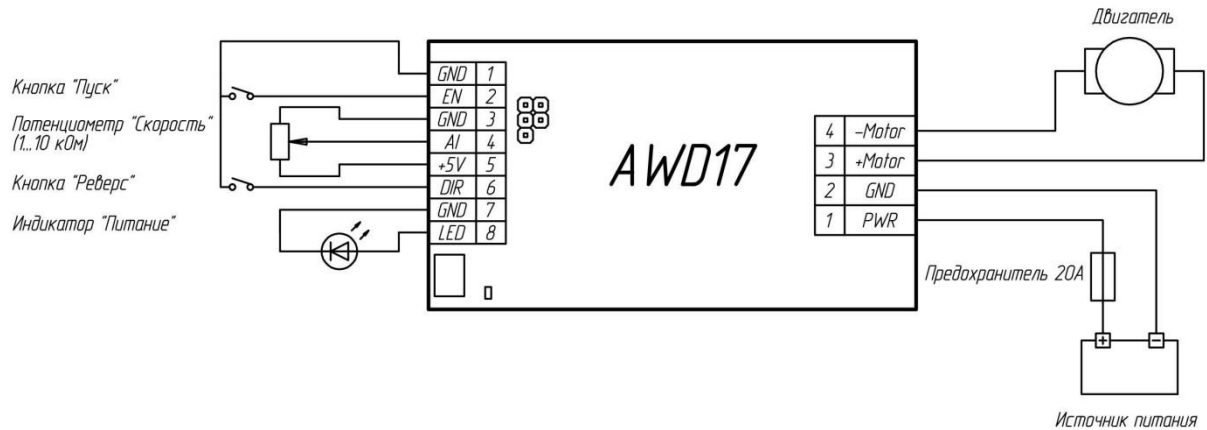 Двигатель
Кнопка "Пуск"
Потенциометр "Скорость"
(1...10 кОм)
Кнопка "Реверс"
Индикатор "Питание"
GND 1
EN 2
GND 3
AI 4
+5V 5
DIR 6
GND 7
LED 8
AWD17
4 -Motor
3 +Motor
2 GND
1 PWR
Предохранитель 20А
+ -
Источник питания